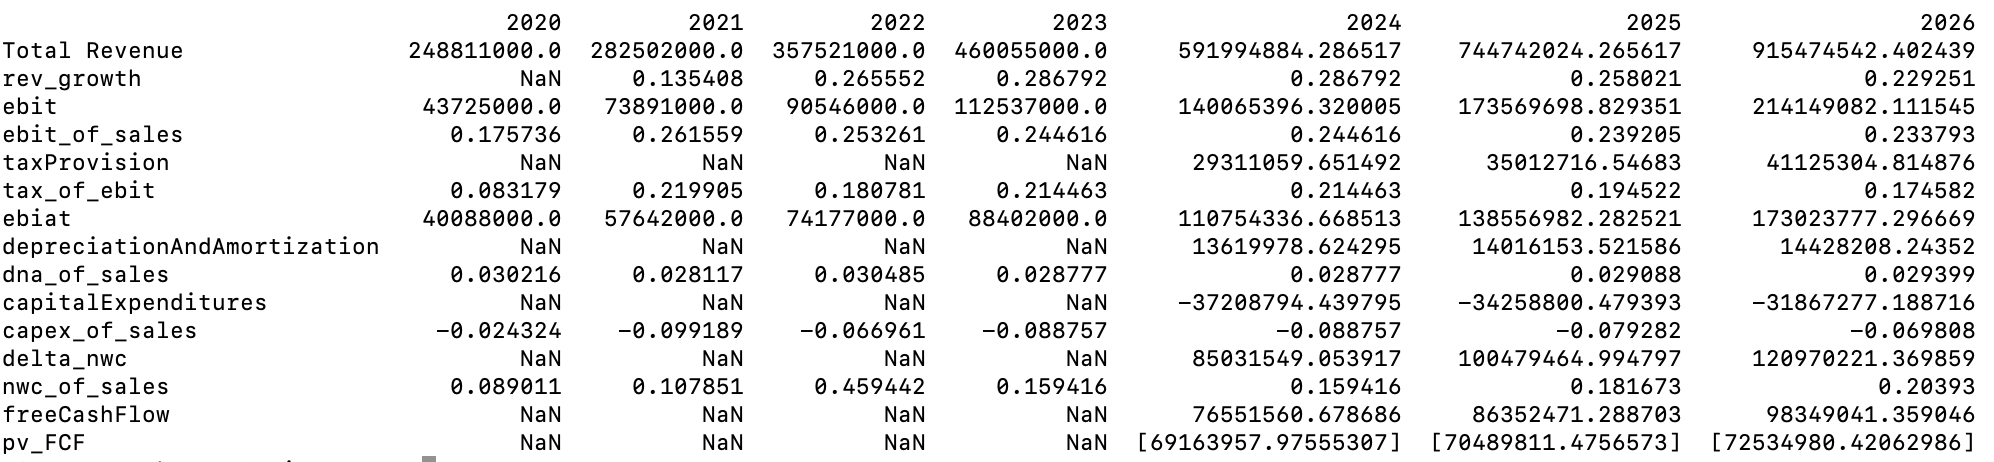 2020 2021 2022 2023 2024 2025 2026
Total Revenue 248811000.0 282502000.0 357521000.0 460055000.0 591994884.286517 744742024.265617 915474542.402439
rev_growth NaN 0.135408 0.265552 0.286792 0.286792 0.258021 0.229251
ebit 43725000.0 73891000.0 90546000.0 112537000.0 140065396.320005 173569698.829351 214149082.111545
ebit_of_sales 0.175736 0.261559 0.253261 0.244616 0.244616 0.239205 0.233793
taxProvision NaN NaN NaN NaN 29311059.651492 35012716.54683 41125304.814876
tax_of_ebit 0.083179 0.219905 0.180781 0.214463 0.214463 0.194522 0.174582
ebiat 40088000.0 57642000.0 74177000.0 88402000.0 110754336.668513 138556982.282521 173023777.296669
depreciationAndAmortization NaN NaN NaN NaN 13619978.624295 14016153.521586 14428208.24352
dna_of_sales 0.030216 0.028117 0.030485 0.028777 0.028777 0.029088 0.029399
capitalExpenditures NaN NaN NaN NaN -37208794.439795 -34258800.479393 -31867277.188716
capex_of_sales -0.024324 -0.099189 -0.066961 -0.088757 -0.088757 -0.079282 -0.069808
delta_nwc NaN NaN NaN NaN 85031549.053917 100479464.994797 120970221.369859
nwc_of_sales 0.089011 0.107851 0.459442 0.159416 0.159416 0.181673 0.20393
freeCashFlow NaN NaN NaN NaN 76551560.678686 86352471.288703 98349041.359046
pv_FCF NaN NaN NaN NaN [69163957.97555307] [70489811.4756573] [72534980.42062986]